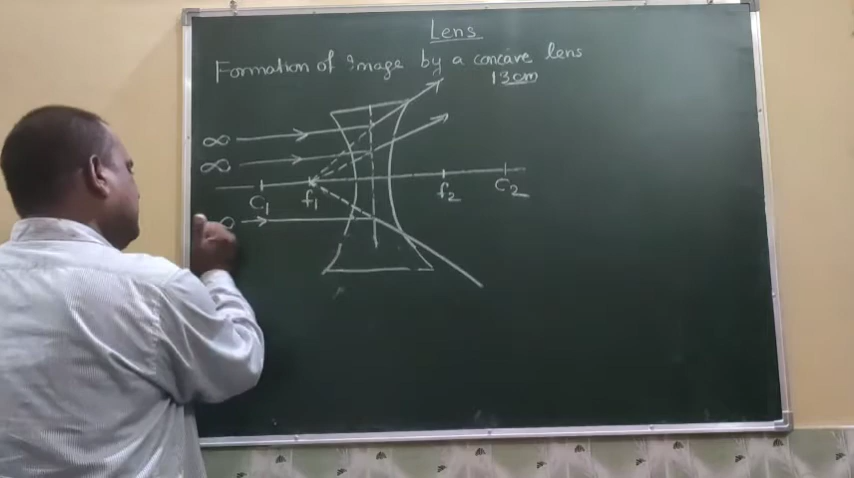 Lens
Formation of Image by a concave lens
13cm
∞
∞
C₁ f₁ f₂ C₂
∞